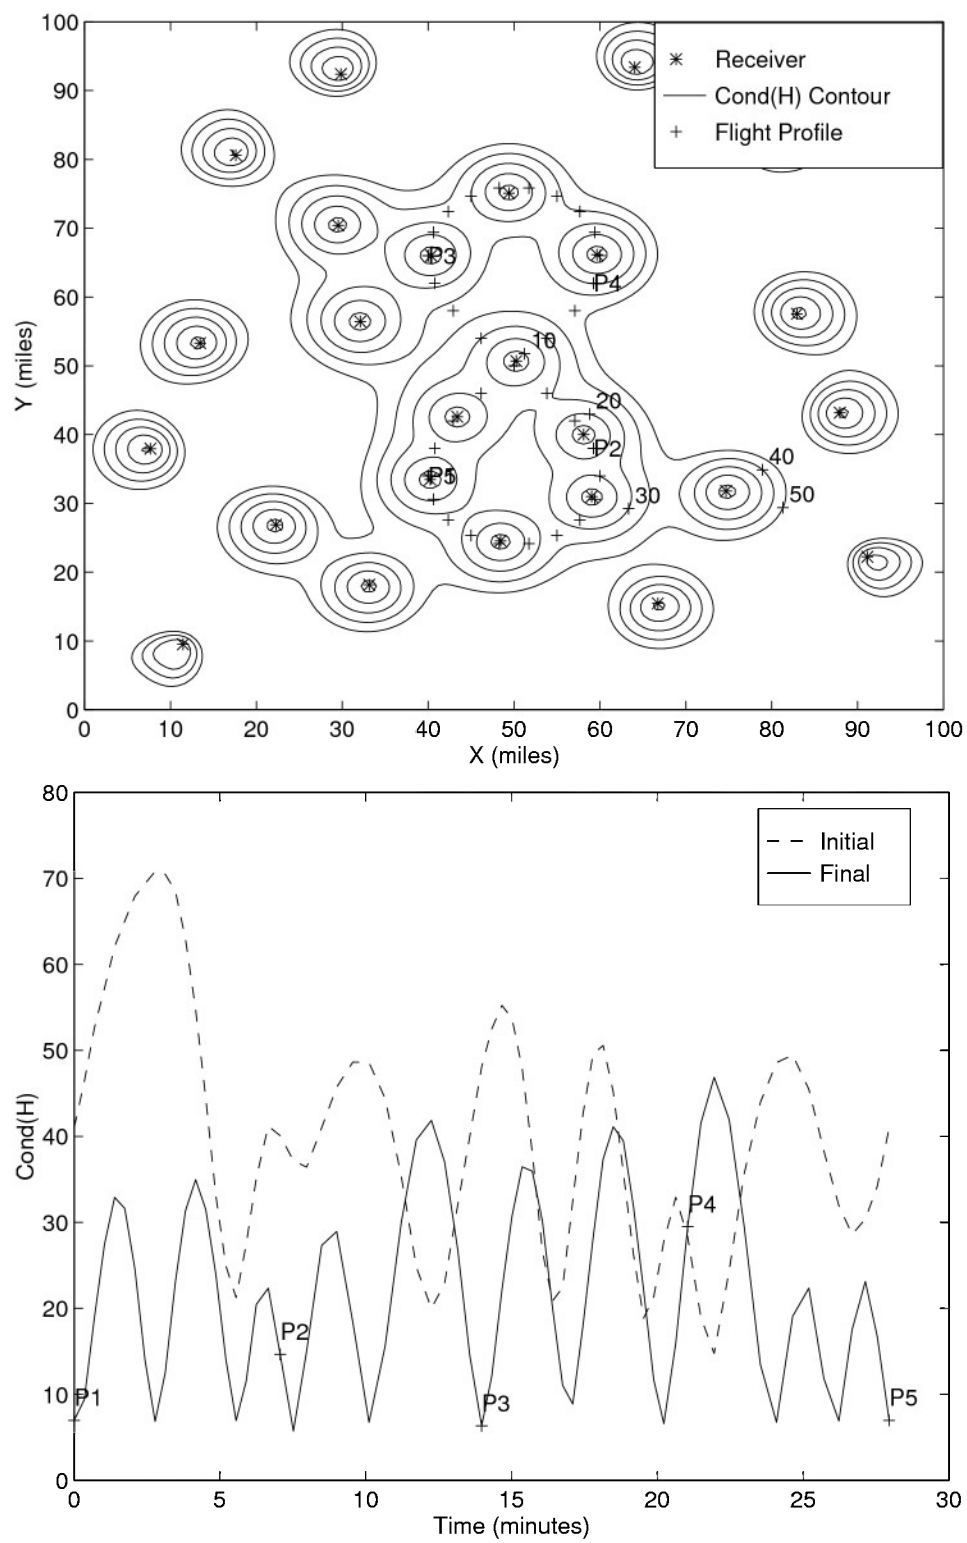 100
90
80
70
60
50
40
30
20
10
0
Y (miles)
Receiver
Cond(H) Contour
Flight Profile
P3
P4
10
20
P2
P1
P5
30
40
50
0 10 20 30 40 50 60 70 80 90 100
X (miles)
80
70
60
50
40
30
20
10
0
Cond(H)
Initial
Final
P1
P2
P3
P4
P5
0 5 10 15 20 25 30
Time (minutes)